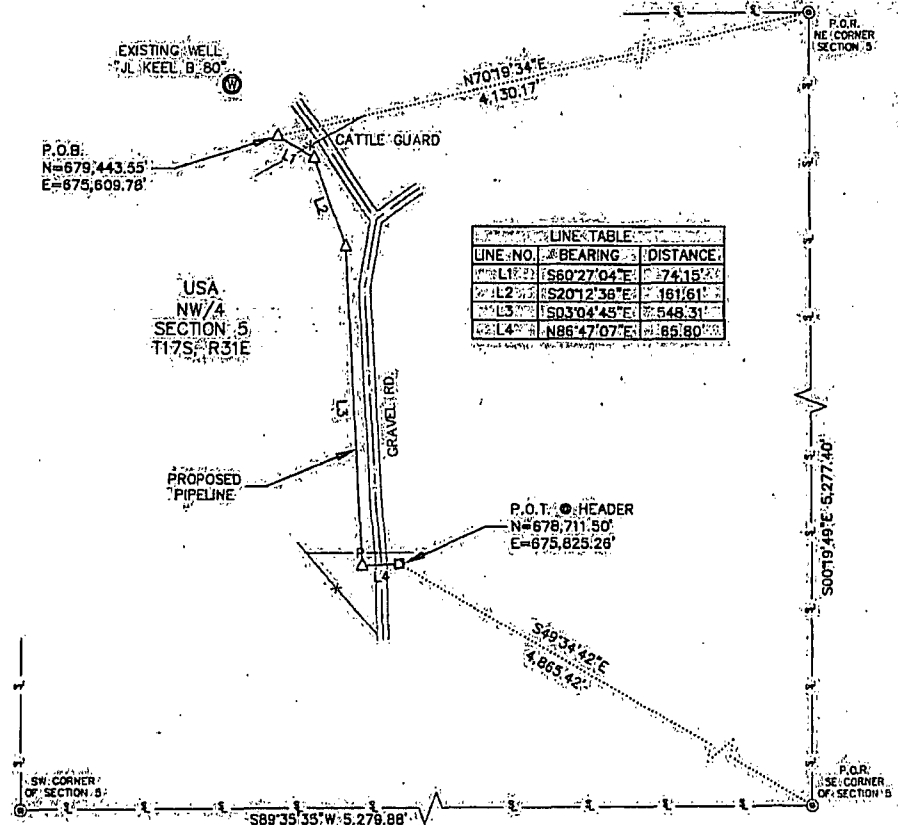 P.O.R.
NE CORNER
SECTION 5
EXISTING WELL
"JL KEEL B 60"
W
N70°19'34"E
4,130.17'
CATTLE GUARD
P.O.B.
N=679,443.55'
E=675,609.78'
L1
L2
LINE TABLE
LINE NO. BEARING DISTANCE
L1 S60°27'04"E 74.15'
L2 S20°12'36"E 161.61'
L3 S03°04'45"E 548.31'
L4 N86°47'07"E 65.80'
USA
NW/4
SECTION 5
T17S, R31E
L3
GRAVEL RD.
S00°19'49"E 5,277.40'
PROPOSED
PIPELINE
P.O.T. @ HEADER
N=678,711.50'
E=675,825.26'
P
L4
S49°34'42"E
4,865.42'
SW CORNER
OF SECTION 5
S89°35'35"W 5,279.88'
P.O.R.
SE CORNER
OF SECTION 5